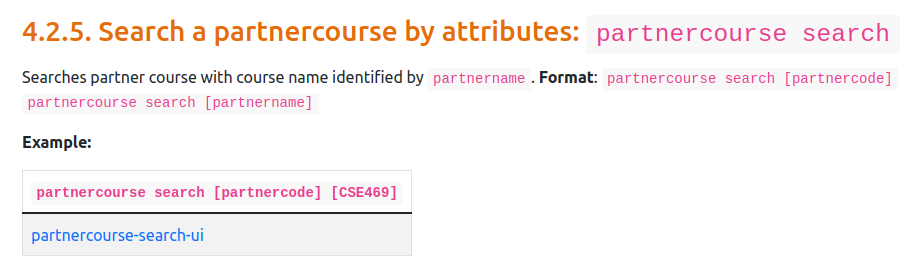 4.2.5. Search a partnercourse by attributes: partnercourse search
Searches partner course with course name identified by partnername . Format: partnercourse search [partnercode]
partnercourse search [partnername]
Example:
partnercourse search [partnercode] [CSE469]
partnercourse-search-ui